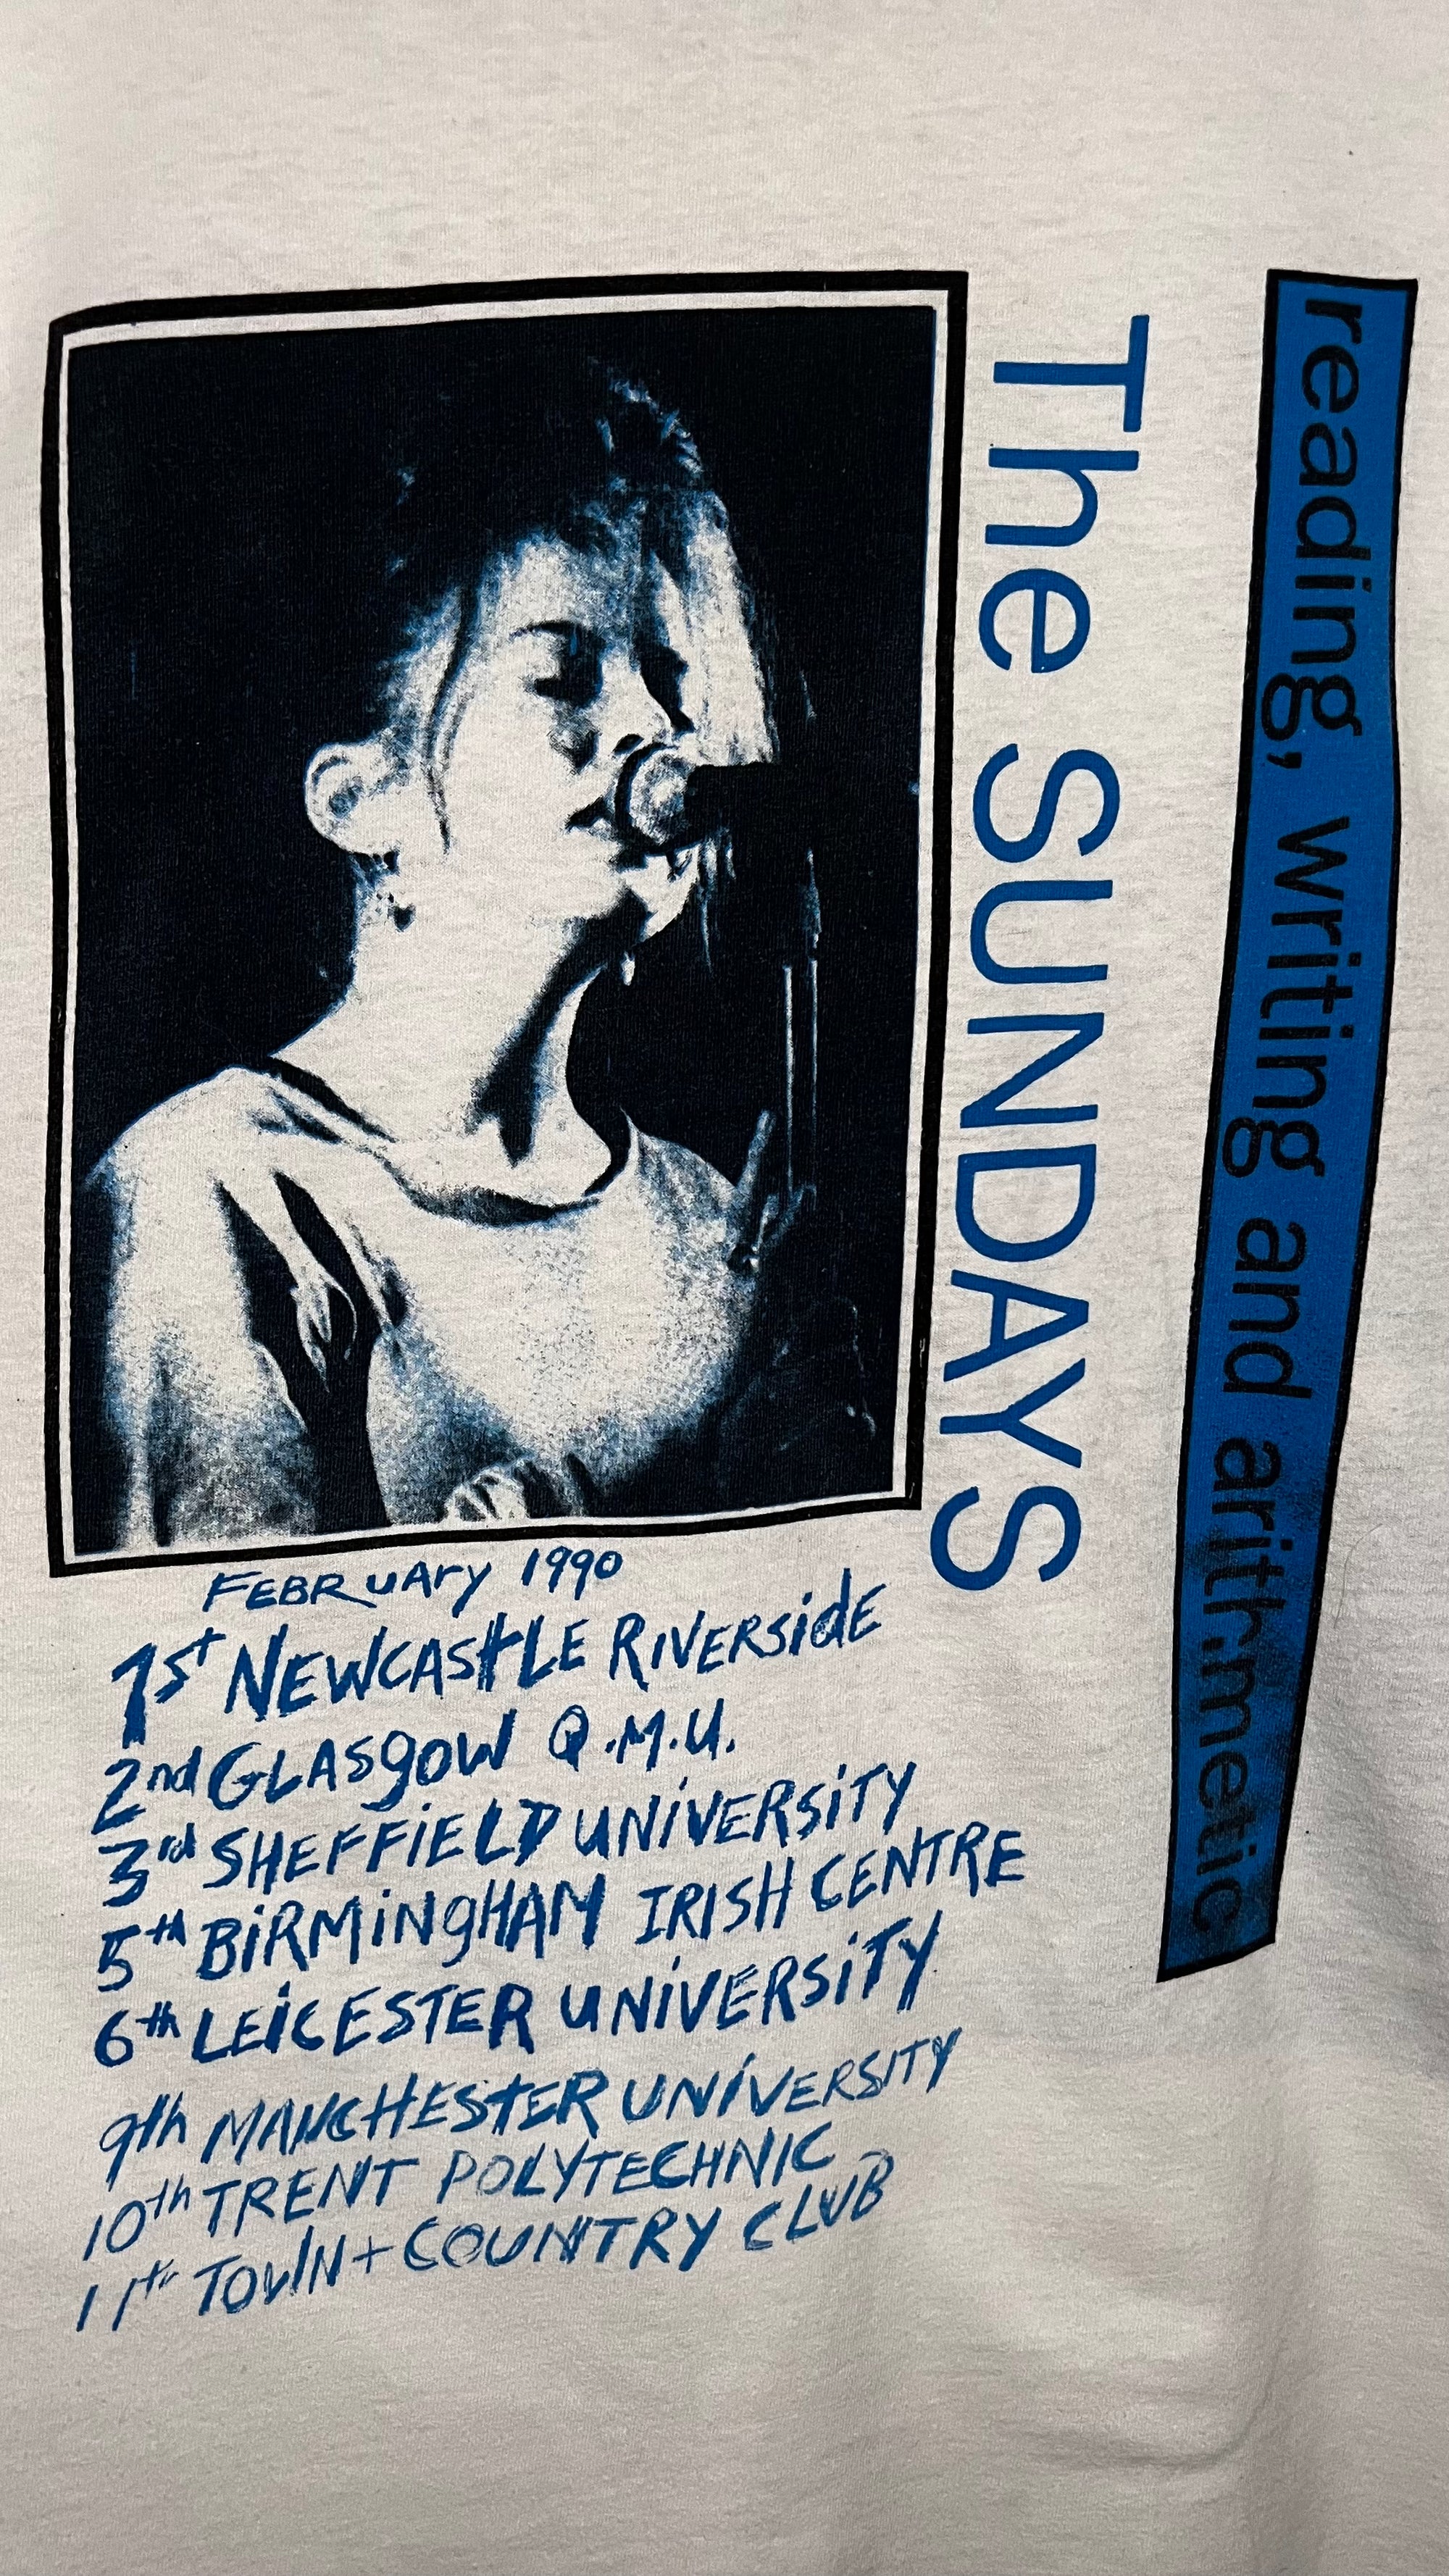 The SUNDAYS
reading, writing and arithmetic
FEBRUARY 1990
1st NEWCASTLE RIVERSIDE
2nd GLASGOW Q.M.U.
3rd SHEFFIELD UNIVERSITY
5th BIRMINGHAM IRISH CENTRE
6th LEICESTER UNIVERSITY
9th MANCHESTER UNIVERSITY
10th TRENT POLYTECHNIC
11th TOWN + COUNTRY CLUB